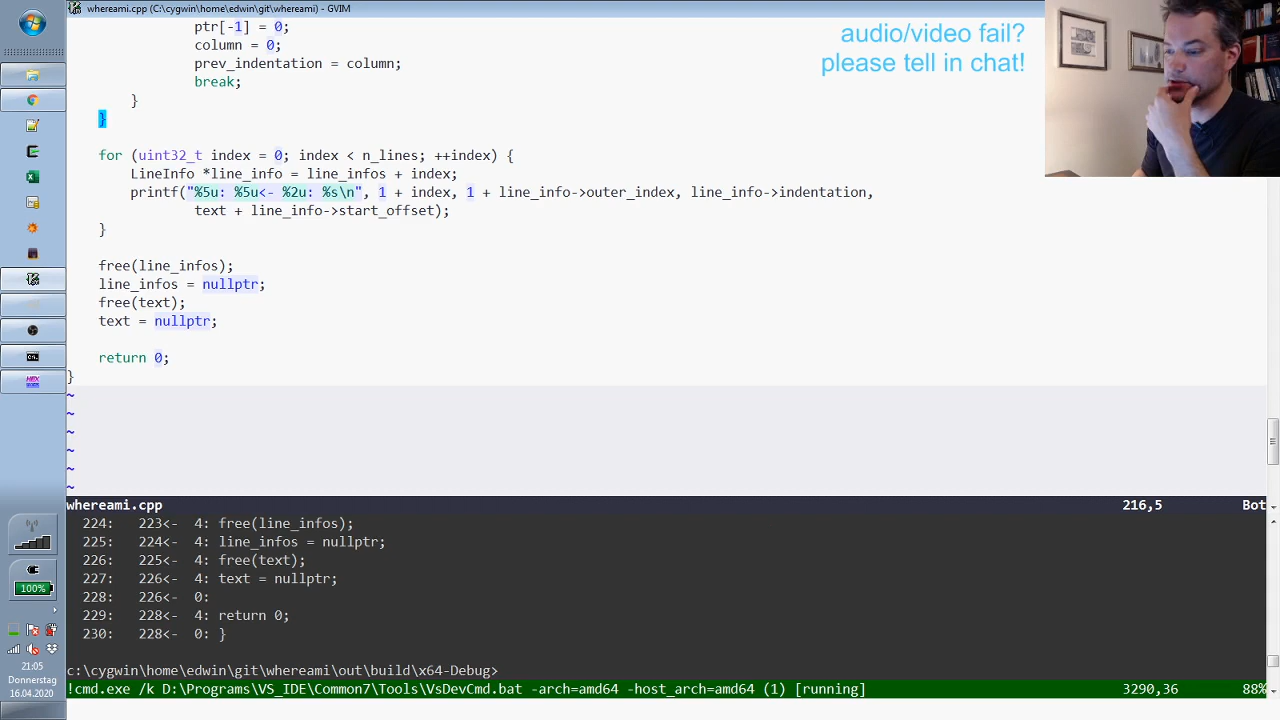 whereami.cpp (C:\cygwin\home\edwin\git\whereami) - GVIM
audio/video fail?
please tell in chat!
ptr[-1] = 0;
column = 0;
prev_indentation = column;
break;
}
}
for (uint32_t index = 0; index < n_lines; ++index) {
LineInfo *line_info = line_infos + index;
printf("%5u: %5u<- %2u: %s\n", 1 + index, 1 + line_info->outer_index, line_info->indentation,
text + line_info->start_offset);
}
free(line_infos);
line_infos = nullptr;
free(text);
text = nullptr;
return 0;
}
~
~
~
~
~
~
whereami.cpp 216,5 Bot
224: 223<- 4: free(line_infos);
225: 224<- 4: line_infos = nullptr;
226: 225<- 4: free(text);
227: 226<- 4: text = nullptr;
228: 226<- 0:
229: 228<- 4: return 0;
230: 228<- 0: }
c:\cygwin\home\edwin\git\whereami\out\build\x64-Debug>
!cmd.exe /k D:\Programs\VS_IDE\Common7\Tools\VsDevCmd.bat -arch=amd64 -host_arch=amd64 (1) [running] 3290,36 88%
100%
21:05
Donnerstag
16.04.2020
HEX